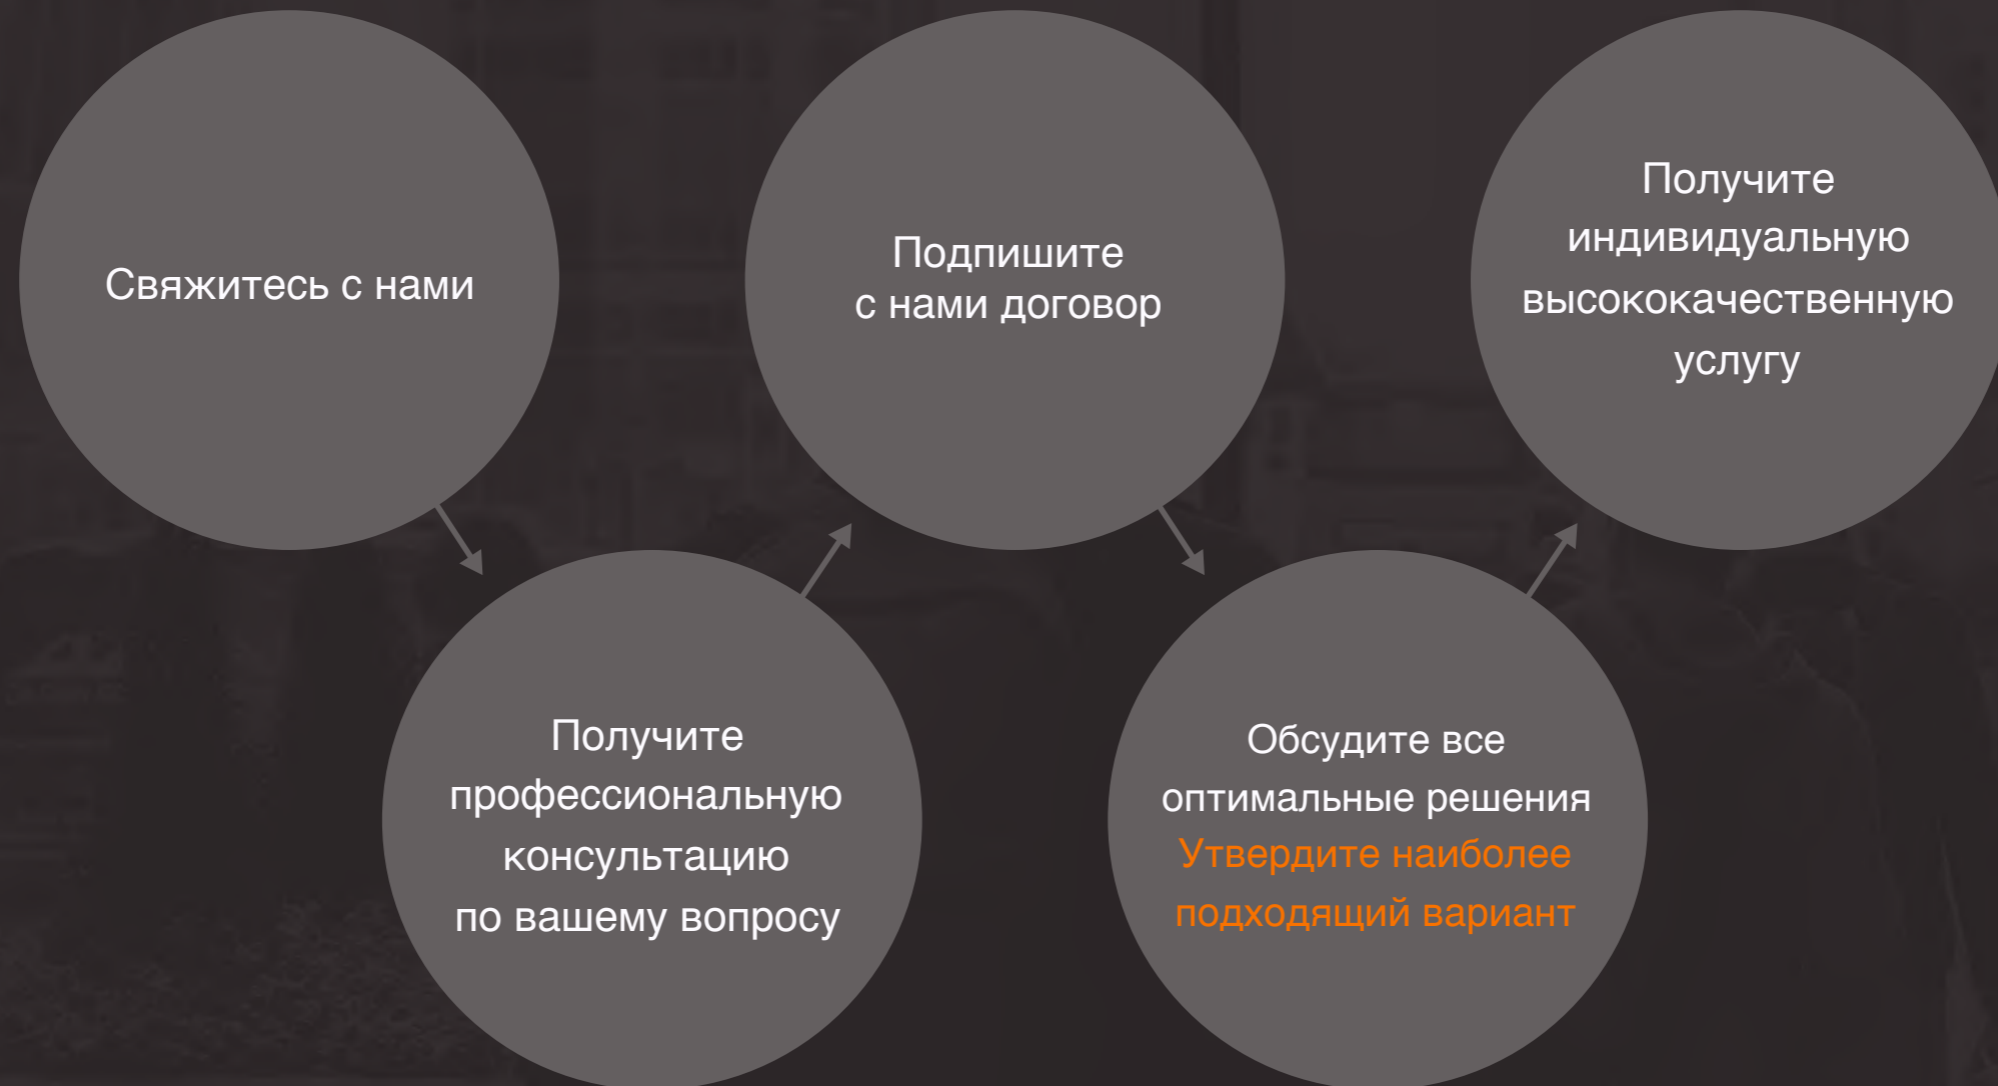 Свяжитесь с нами
Получите
профессиональную
консультацию
по вашему вопросу
Подпишите
с нами договор
Обсудите все
оптимальные решения
Утвердите наиболее
подходящий вариант
Получите
индивидуальную
высококачественную
услугу